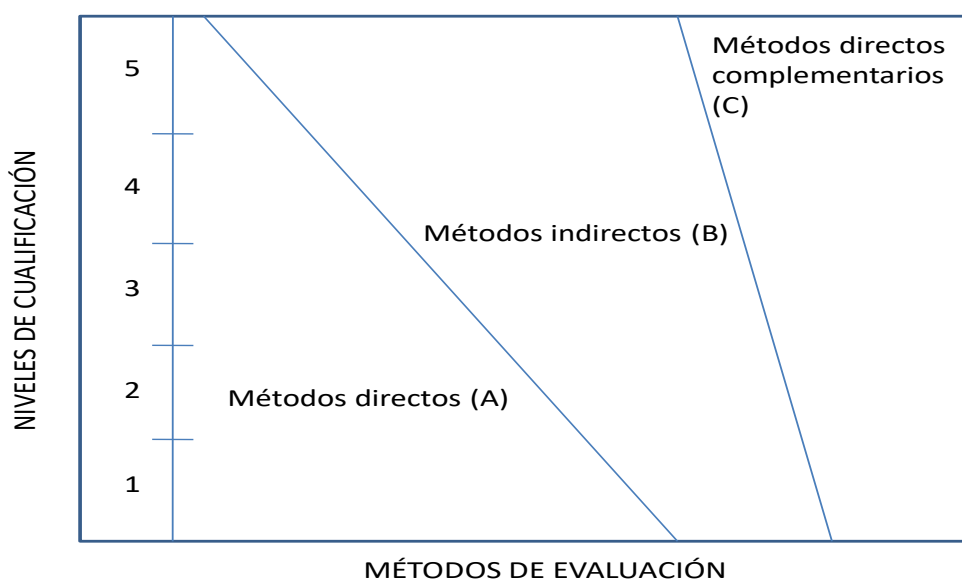 Métodos directos
complementarios
(C)
5
4
Métodos indirectos (B)
3
2
Métodos directos (A)
1
NIVELES DE CUALIFICACIÓN
MÉTODOS DE EVALUACIÓN